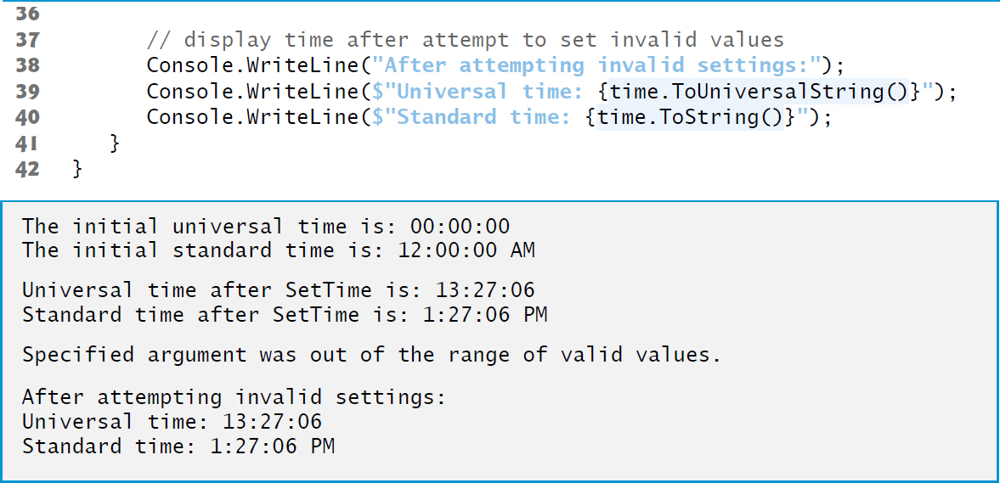 36
37 // display time after attempt to set invalid values
38 Console.WriteLine("After attempting invalid settings:");
39 Console.WriteLine($"Universal time: {time.ToUniversalString()}");
40 Console.WriteLine($"Standard time: {time.ToString()}");
41 }
42 }
The initial universal time is: 00:00:00
The initial standard time is: 12:00:00 AM
Universal time after SetTime is: 13:27:06
Standard time after SetTime is: 1:27:06 PM
Specified argument was out of the range of valid values.
After attempting invalid settings:
Universal time: 13:27:06
Standard time: 1:27:06 PM